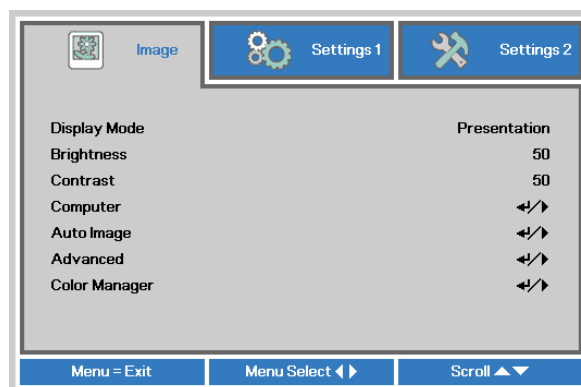 Image Settings 1 Settings 2
Display Mode Presentation
Brightness 50
Contrast 50
Computer ↵/▶
Auto Image ↵/▶
Advanced ↵/▶
Color Manager ↵/▶
Menu = Exit Menu Select ◀▶ Scroll ▲▼